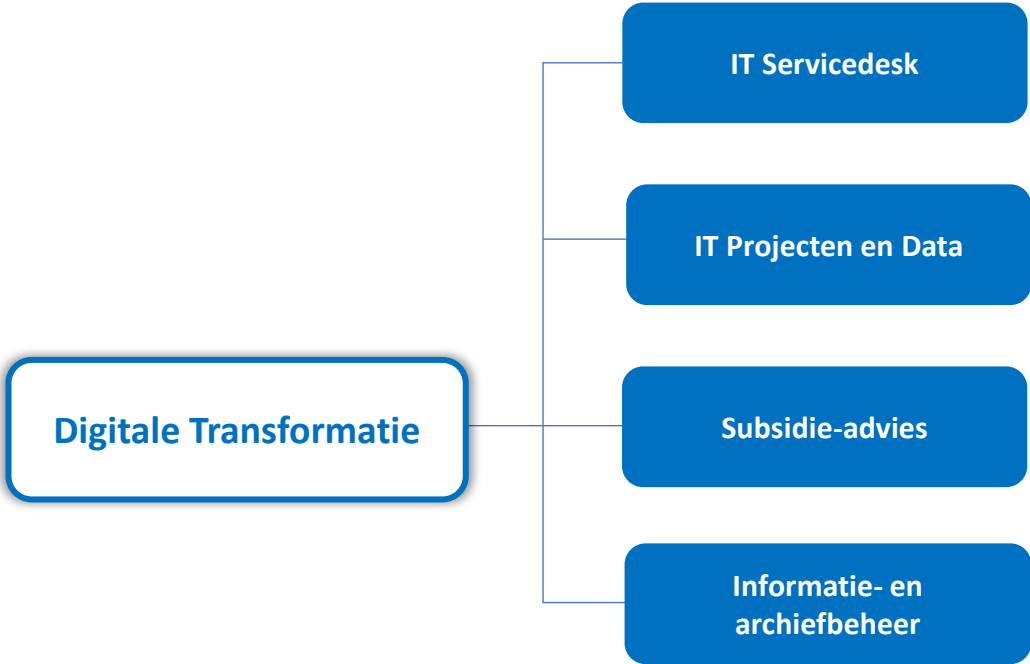 IT Servicedesk
IT Projecten en Data
Digitale Transformatie
Subsidie-advies
Informatie- en
archiefbeheer